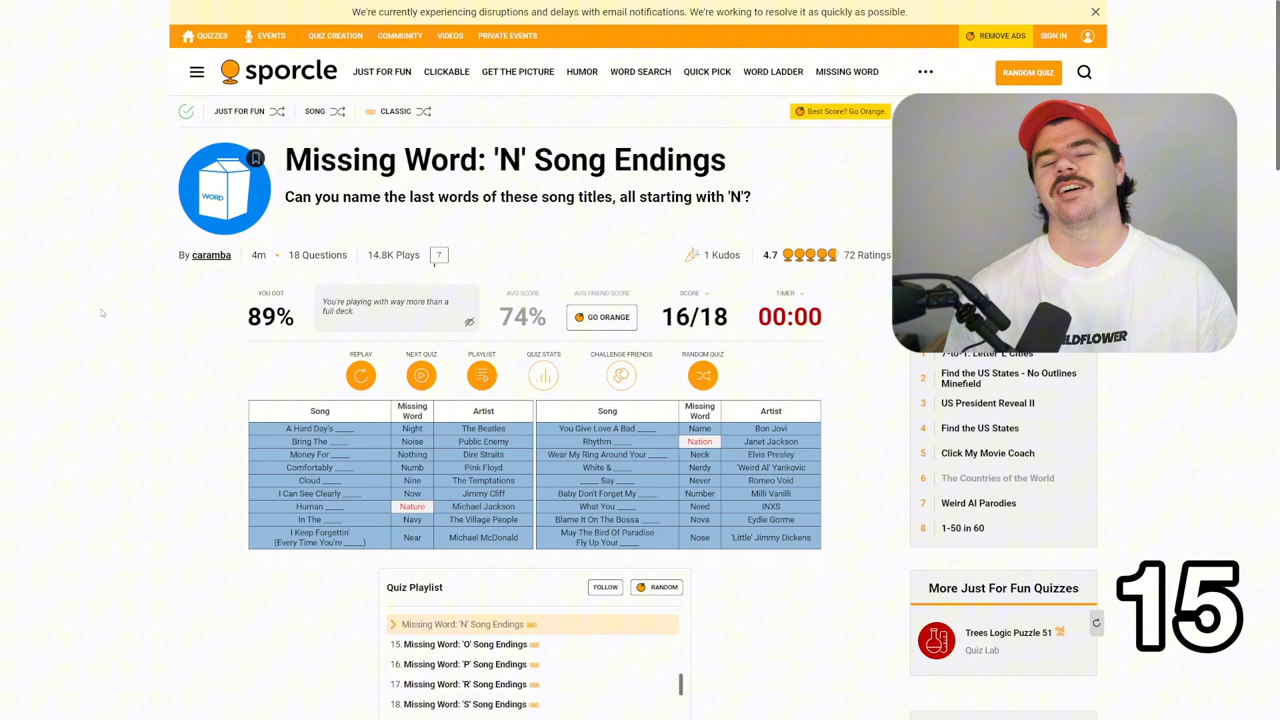 We're currently experiencing disruptions and delays with email notifications. We're working to resolve it as quickly as possible.
QUIZZES EVENTS QUIZ CREATION COMMUNITY VIDEOS PRIVATE EVENTS REMOVE ADS SIGN IN
sporcle JUST FOR FUN CLICKABLE GET THE PICTURE HUMOR WORD SEARCH QUICK PICK WORD LADDER MISSING WORD RANDOM QUIZ
JUST FOR FUN SONG CLASSIC Best Score? Go Orange.
WORD
Missing Word: 'N' Song Endings
Can you name the last words of these song titles, all starting with 'N'?
By caramba 4m • 18 Questions 14.8K Plays 7 1 Kudos 4.7 72 Ratings
YOU GOT AVG SCORE AVG FRIEND SCORE SCORE TIMER
89% 74% GO ORANGE 16/18 00:00
You're playing with way more than a
full deck.
REPLAY NEXT QUIZ PLAYLIST QUIZ STATS CHALLENGE FRIENDS RANDOM QUIZ
Song Missing Word Artist Song Missing Word Artist
A Hard Day's ____ Night The Beatles You Give Love A Bad ____ Name Bon Jovi
Bring The ____ Noise Public Enemy Rhythm ____ Nation Janet Jackson
Money For ____ Nothing Dire Straits Wear My Ring Around Your ____ Neck Elvis Presley
Comfortably ____ Numb Pink Floyd White & ____ Nerdy 'Weird Al' Yankovic
Cloud ____ Nine The Temptations ____ Say ____ Never Romeo Void
I Can See Clearly ____ Now Jimmy Cliff Baby Don't Forget My ____ Number Milli Vanilli
Human ____ Nature Michael Jackson What You ____ Need INXS
In The ____ Navy The Village People Blame It On The Bossa ____ Nova Eydie Gorme
I Keep Forgettin' (Every Time You're ____) Near Michael McDonald May The Bird Of Paradise Fly Up Your ____ Nose 'Little' Jimmy Dickens
Quiz Playlist FOLLOW RANDOM
Missing Word: 'N' Song Endings
15. Missing Word: 'O' Song Endings
16. Missing Word: 'P' Song Endings
17. Missing Word: 'R' Song Endings
18. Missing Word: 'S' Song Endings
WILDFLOWER
1 7-to-1: Letter E Cities
2 Find the US States - No Outlines
Minefield
3 US President Reveal II
4 Find the US States
5 Click My Movie Coach
6 The Countries of the World
7 Weird Al Parodies
8 1-50 in 60
More Just For Fun Quizzes
Trees Logic Puzzle 51
Quiz Lab
15